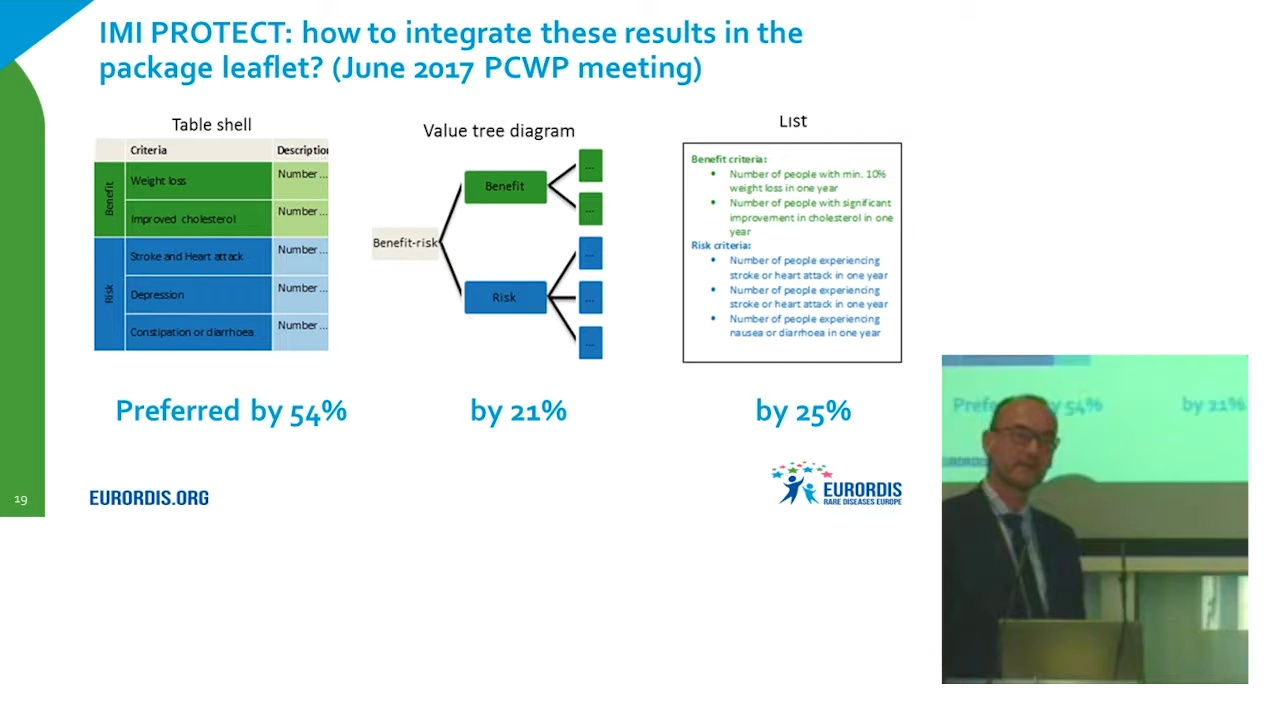 IMI PROTECT: how to integrate these results in the
package leaflet? (June 2017 PCWP meeting)
Table shell
Criteria Description
Benefit
Weight loss Number ...
Improved cholesterol Number ...
Risk
Stroke and Heart attack Number ...
Depression Number ...
Constipation or diarrhoea Number ...
Preferred by 54%
Value tree diagram
Benefit-risk
Benefit
...
...
Risk
...
...
...
by 21%
List
Benefit criteria:
• Number of people with min. 10%
weight loss in one year
• Number of people with significant
improvement in cholesterol in one
year
Risk criteria:
• Number of people experiencing
stroke or heart attack in one year
• Number of people experiencing
stroke or heart attack in one year
• Number of people experiencing
nausea or diarrhoea in one year
by 25%
19
EURORDIS.ORG
EURORDIS
RARE DISEASES EUROPE
Prefer
y 54%
by 21%